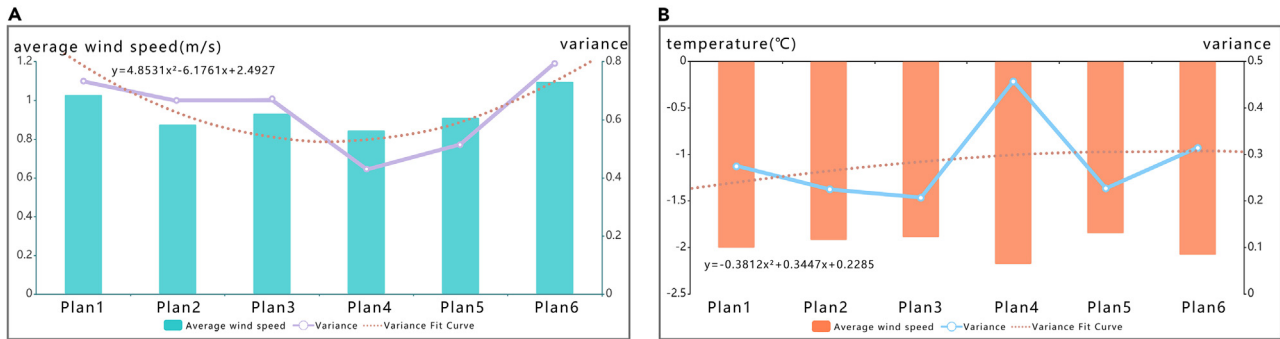 A
average wind speed(m/s)
variance
y=4.8531x²-6.1761x+2.4927
1.2
1
0.8
0.6
0.4
0.2
0
0.8
0.6
0.4
0.2
0
Plan1 Plan2 Plan3 Plan4 Plan5 Plan6
Average wind speed Variance Variance Fit Curve
B
temperature(℃)
variance
0
-0.5
-1
-1.5
-2
-2.5
0.5
0.4
0.3
0.2
0.1
0
y=-0.3812x²+0.3447x+0.2285
Plan1 Plan2 Plan3 Plan4 Plan5 Plan6
Average wind speed Variance Variance Fit Curve